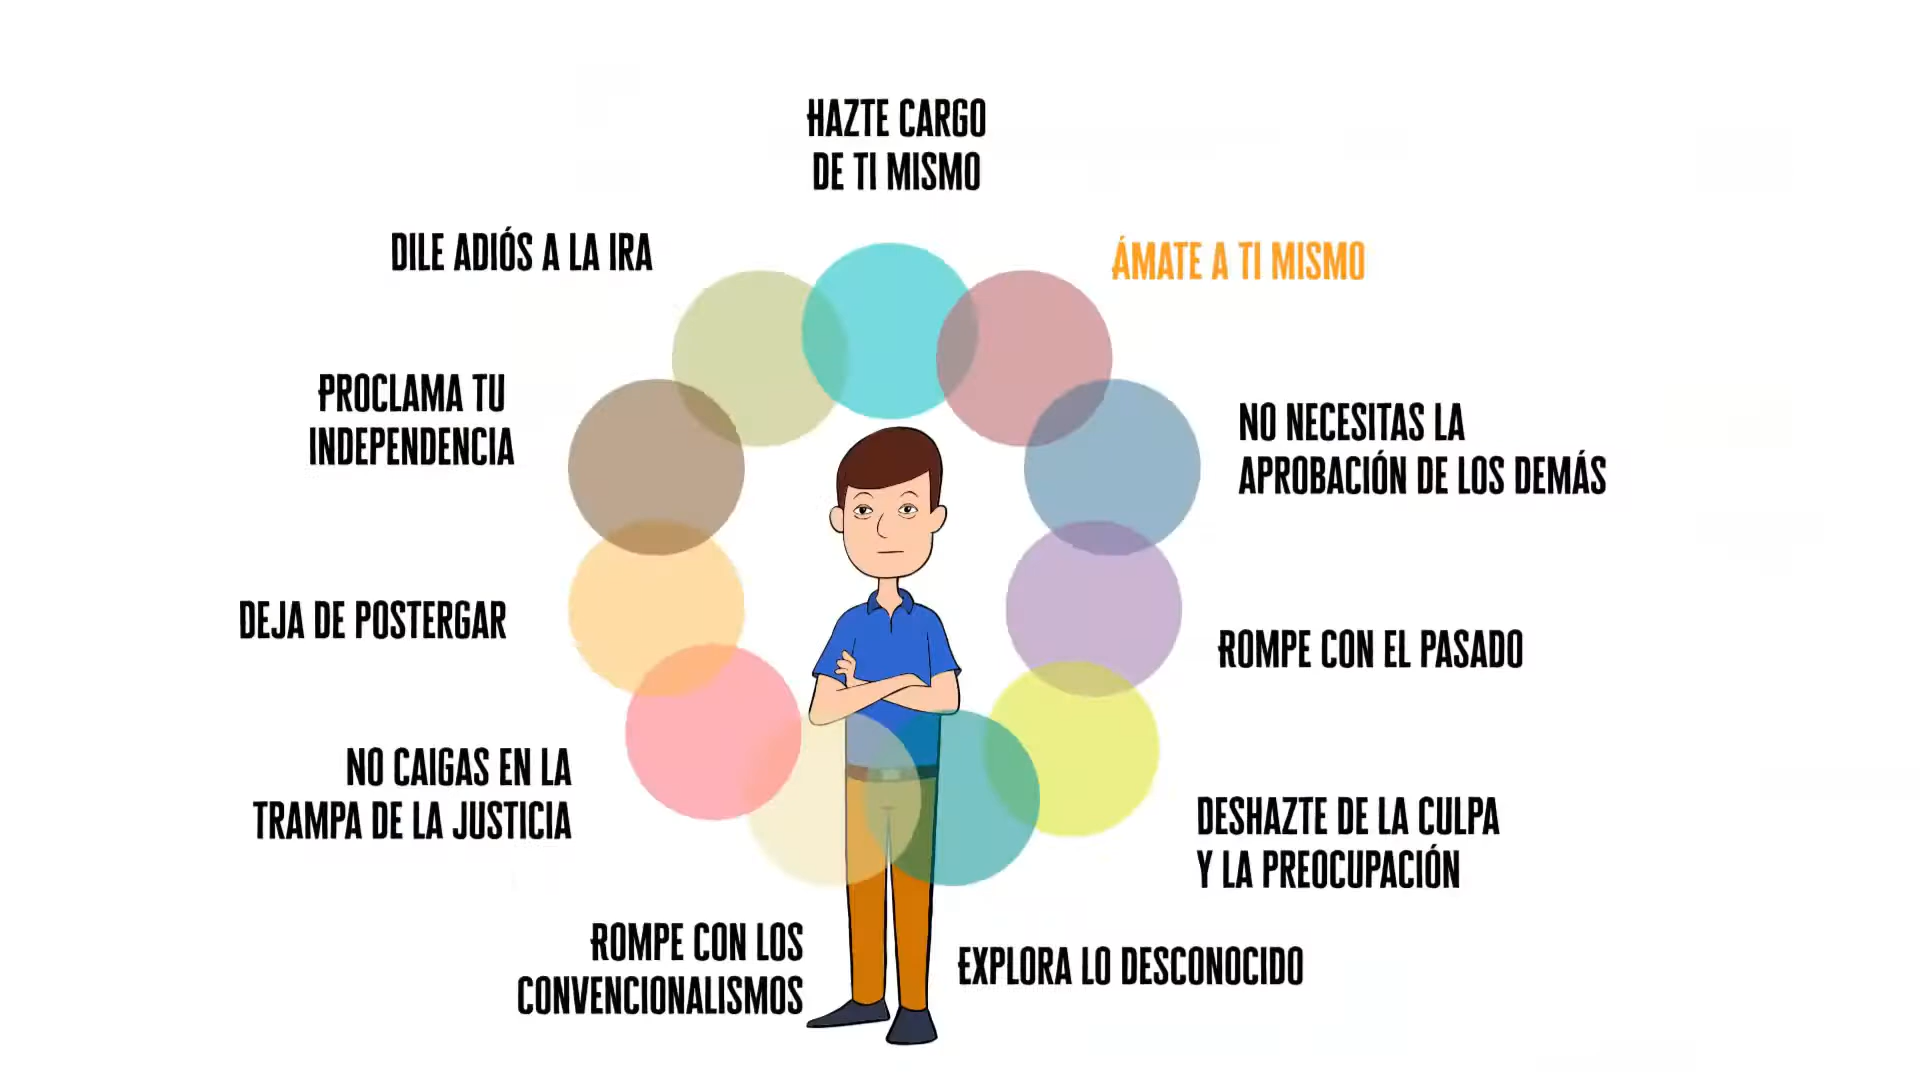 HAZTE CARGO
DE TI MISMO
ÁMATE A TI MISMO
NO NECESITAS LA
APROBACIÓN DE LOS DEMÁS
ROMPE CON EL PASADO
DESHAZTE DE LA CULPA
Y LA PREOCUPACIÓN
EXPLORA LO DESCONOCIDO
ROMPE CON LOS
CONVENCIONALISMOS
NO CAIGAS EN LA
TRAMPA DE LA JUSTICIA
DEJA DE POSTERGAR
PROCLAMA TU
INDEPENDENCIA
DILE ADIÓS A LA IRA